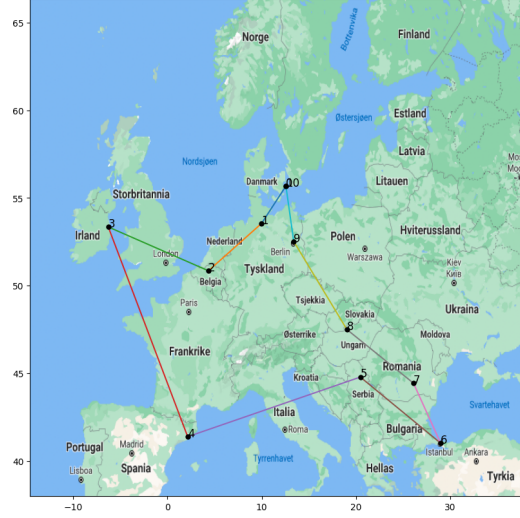 65
60
55
50
45
40
−10
0
10
20
30
Norge
Finland
Bottenvika
Østersjøen
Estland
Latvia
Nordsjøen
Danmark
10
Litauen
Storbritannia
3
1
Irland
Nederland
9
Polen
Hviterussland
London
Berlin
Warszawa
2
Belgia
Tyskland
Kiev
Київ
Paris
Tsjekkia
Slovakia
Ukraina
8
Østerrike
Ungarn
Moldova
Frankrike
Romania
5
7
Kroatia
Serbia
Svartehavet
4
Italia
Bulgaria
Portugal
Madrid
Roma
6
Istanbul
Ankara
Lisboa
Spania
Tyrrenhavet
Hellas
Tyrkia